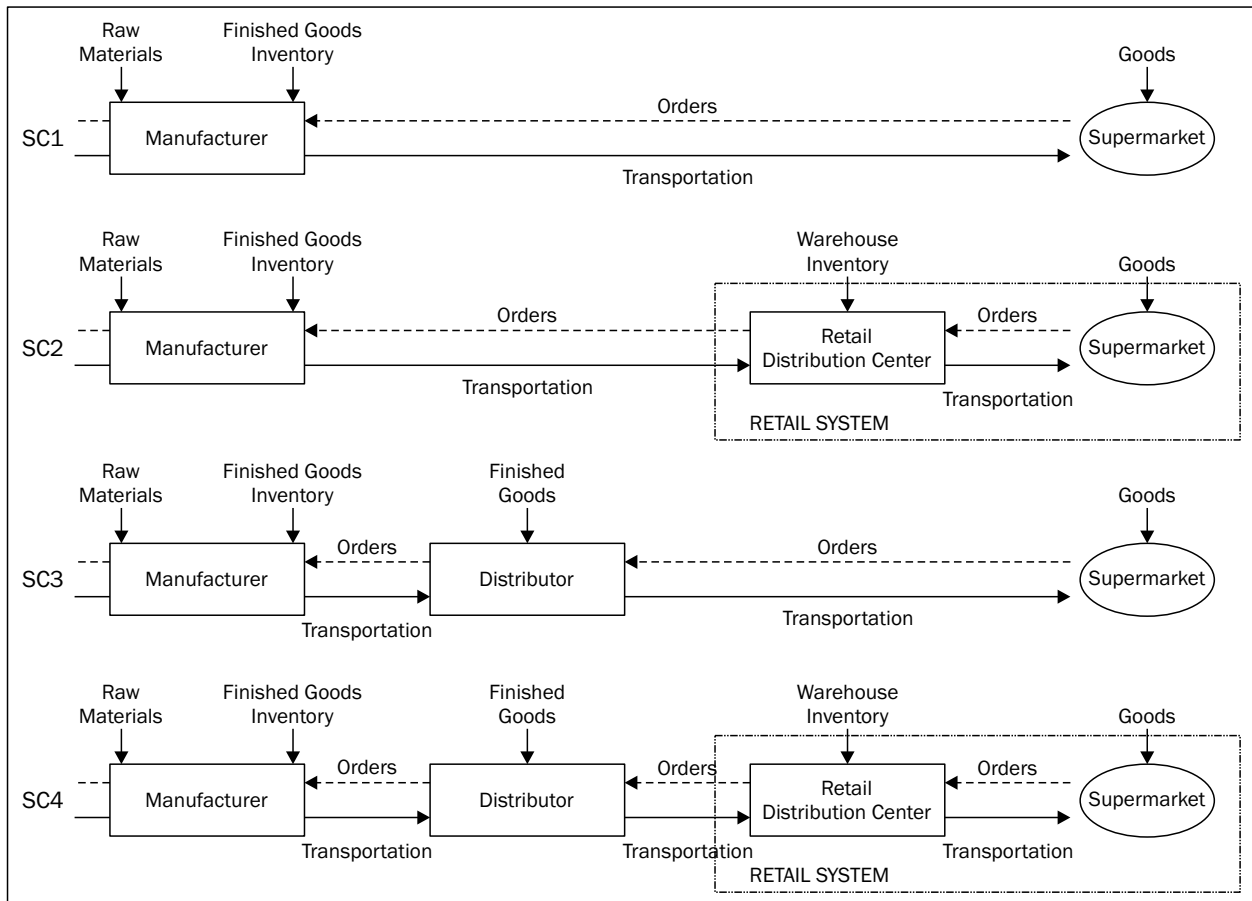 Raw
Materials
Finished Goods
Inventory
Goods
SC1
Manufacturer
Orders
Transportation
Supermarket
Raw
Materials
Finished Goods
Inventory
Warehouse
Inventory
Goods
SC2
Manufacturer
Orders
Transportation
Retail
Distribution Center
Orders
Transportation
Supermarket
RETAIL SYSTEM
Raw
Materials
Finished Goods
Inventory
Finished
Goods
Goods
SC3
Manufacturer
Orders
Transportation
Distributor
Orders
Transportation
Supermarket
Raw
Materials
Finished Goods
Inventory
Finished
Goods
Warehouse
Inventory
Goods
SC4
Manufacturer
Orders
Transportation
Distributor
Orders
Transportation
Retail
Distribution Center
Orders
Transportation
Supermarket
RETAIL SYSTEM